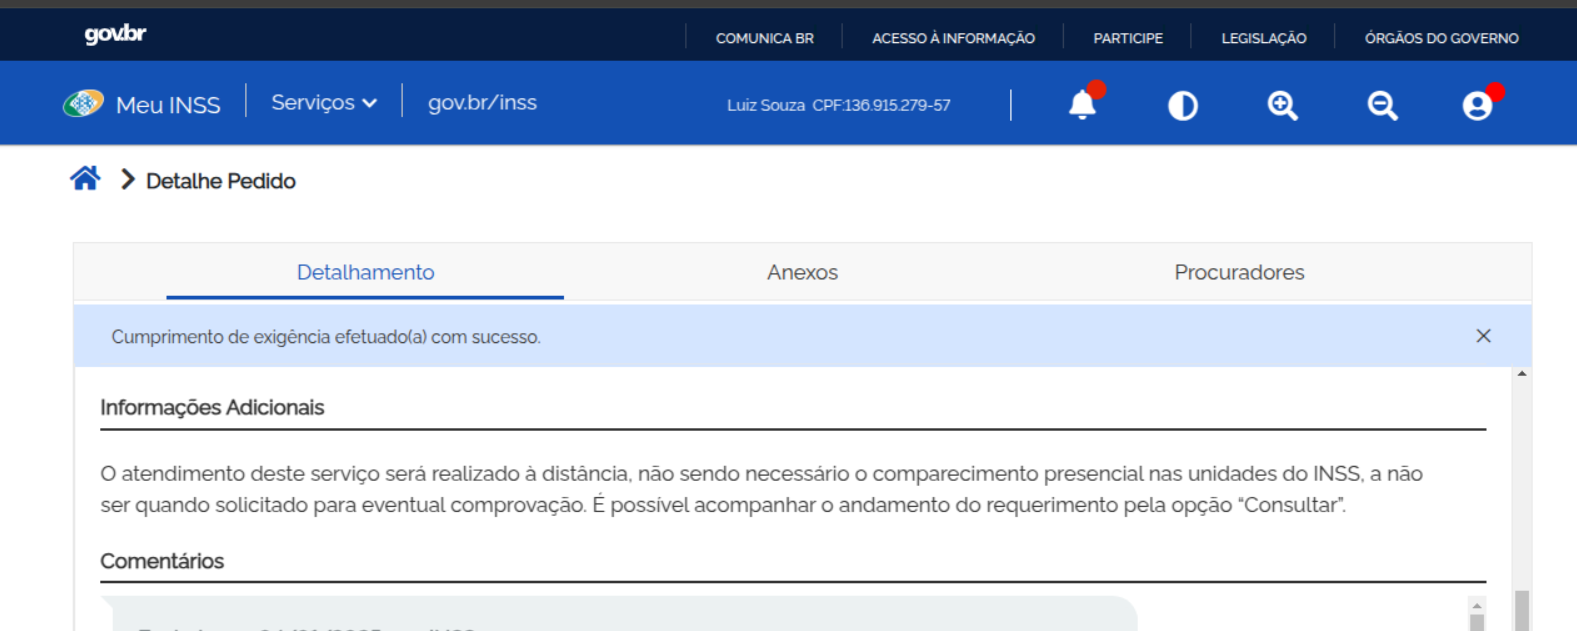 gov.br
COMUNICA BR
ACESSO À INFORMAÇÃO
PARTICIPE
LEGISLAÇÃO
ÓRGÃOS DO GOVERNO
Meu INSS
Serviços
gov.br/inss
Luiz Souza CPF:136.915.279-57
Detalhe Pedido
Detalhamento
Anexos
Procuradores
Cumprimento de exigência efetuado(a) com sucesso.
Informações Adicionais
O atendimento deste serviço será realizado à distância, não sendo necessário o comparecimento presencial nas unidades do INSS, a não
ser quando solicitado para eventual comprovação. É possível acompanhar o andamento do requerimento pela opção “Consultar”.
Comentários